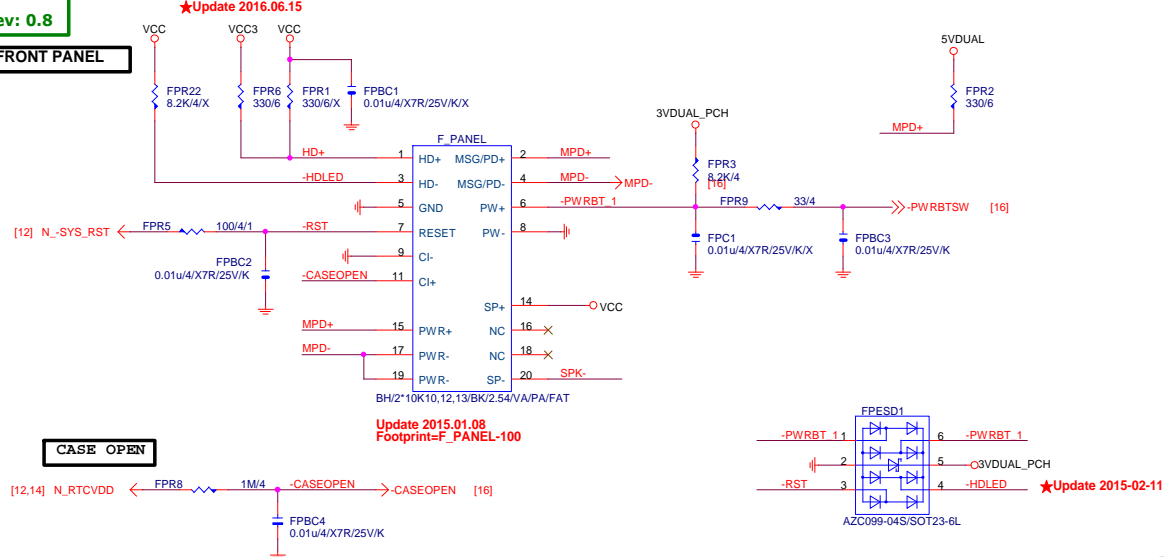 ★Update 2016.06.15
ev: 0.8
FRONT PANEL
VCC
VCC3
VCC
5VDUAL
FPR22
8.2K/4/X
FPR6
330/6
FPR1
330/6/X
FPBC1
0.01u/4/X7R/25V/K/X
FPR2
330/6
MPD+
3VDUAL_PCH
FPR3
8.2K/4
F_PANEL
HD+
1
HD+
MSG/PD+
2
MPD+
-HDLED
3
HD-
MSG/PD-
4
MPD-
MPD-
[16]
5
GND
PW+
6
-PWRBT_1
FPR9
33/4
-PWRBTSW
[16]
[12]
N_-SYS_RST
FPR5
100/4/1
-RST
7
RESET
PW-
8
FPBC2
0.01u/4/X7R/25V/K
9
CI-
-CASEOPEN
11
CI+
FPC1
0.01u/4/X7R/25V/K/X
FPBC3
0.01u/4/X7R/25V/K
SP+
14
VCC
MPD+
15
PWR+
NC
16
MPD-
17
PWR-
NC
18
19
PWR-
SP-
20
SPK-
BH/2*10K10,12,13/BK/2.54/VA/PA/FAT
Update 2015.01.08
Footprint=F_PANEL-100
CASE OPEN
[12,14]
N_RTCVDD
FPR8
1M/4
-CASEOPEN
-CASEOPEN
[16]
FPBC4
0.01u/4/X7R/25V/K
FPESD1
-PWRBT_1
1
6
-PWRBT_1
2
5
3VDUAL_PCH
-RST
3
4
-HDLED
★Update 2015-02-11
AZC099-04S/SOT23-6L